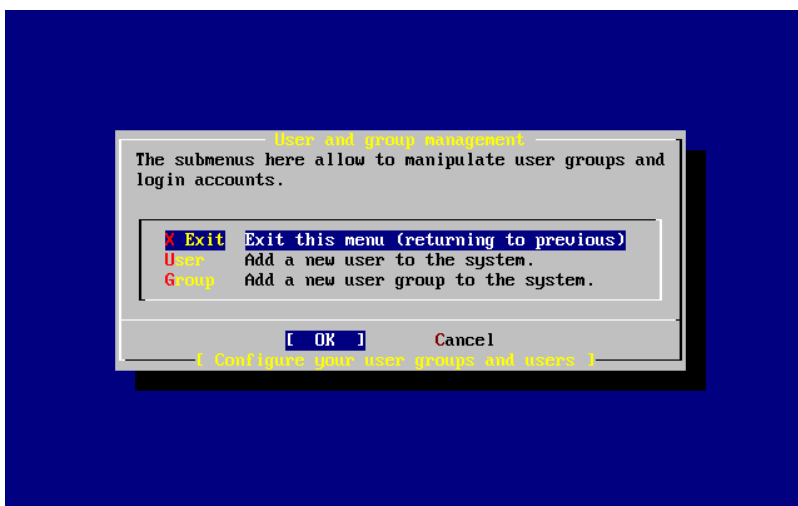 User and group management
The submenus here allow to manipulate user groups and
login accounts.
X Exit Exit this menu (returning to previous)
User Add a new user to the system.
Group Add a new user group to the system.
[ OK ] Cancel
[ Configure your user groups and users ]